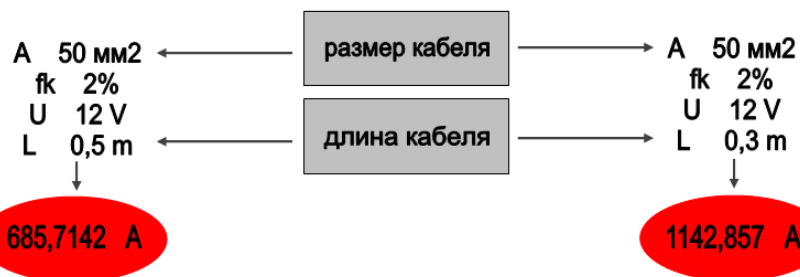 размер кабеля
длина кабеля
A 50 мм2
fk 2%
U 12 V
L 0,5 m
685,7142 A
A 50 мм2
fk 2%
U 12 V
L 0,3 m
1142,857 A